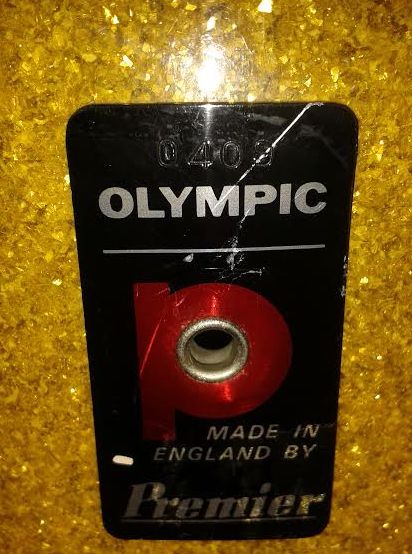 0409
OLYMPIC
p
MADE IN
ENGLAND BY
Premier